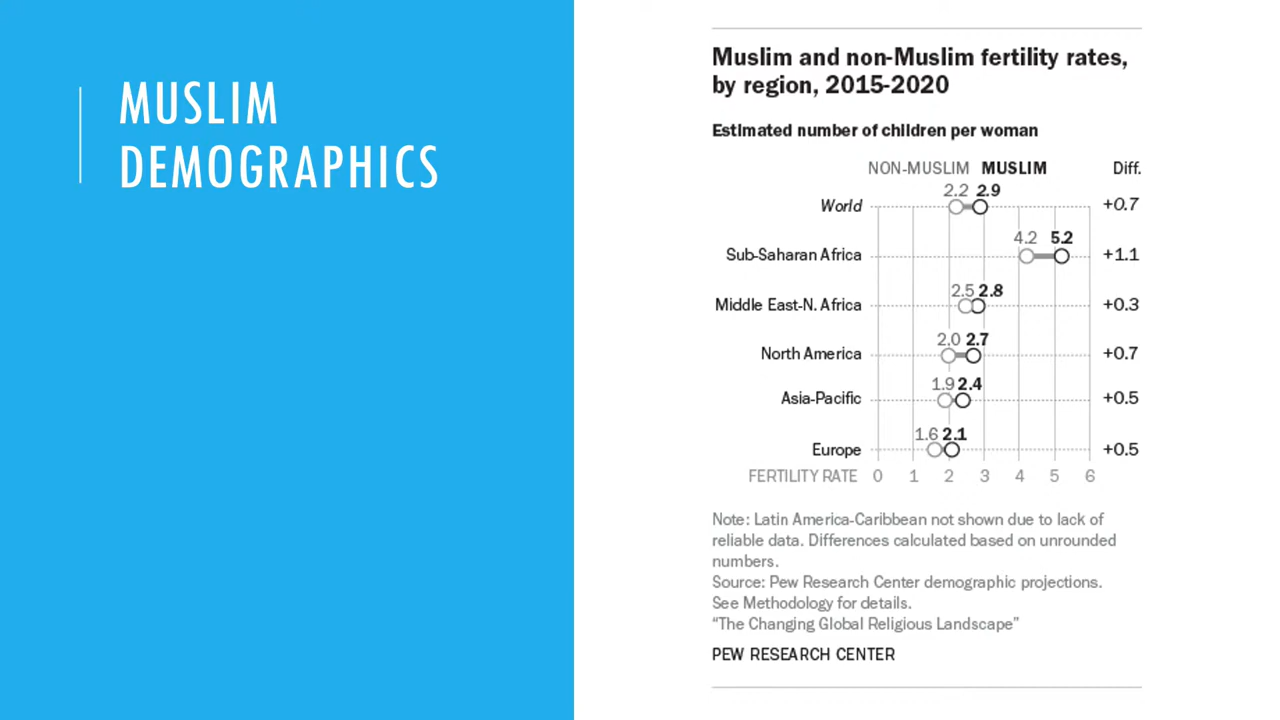 MUSLIM
DEMOGRAPHICS
Muslim and non-Muslim fertility rates,
by region, 2015-2020
Estimated number of children per woman
NON-MUSLIM MUSLIM Diff.
2.2 2.9
World +0.7
4.2 5.2
Sub-Saharan Africa +1.1
2.5 2.8
Middle East-N. Africa +0.3
2.0 2.7
North America +0.7
1.9 2.4
Asia-Pacific +0.5
1.6 2.1
Europe +0.5
FERTILITY RATE 0 1 2 3 4 5 6
Note: Latin America-Caribbean not shown due to lack of
reliable data. Differences calculated based on unrounded
numbers.
Source: Pew Research Center demographic projections.
See Methodology for details.
“The Changing Global Religious Landscape”
PEW RESEARCH CENTER